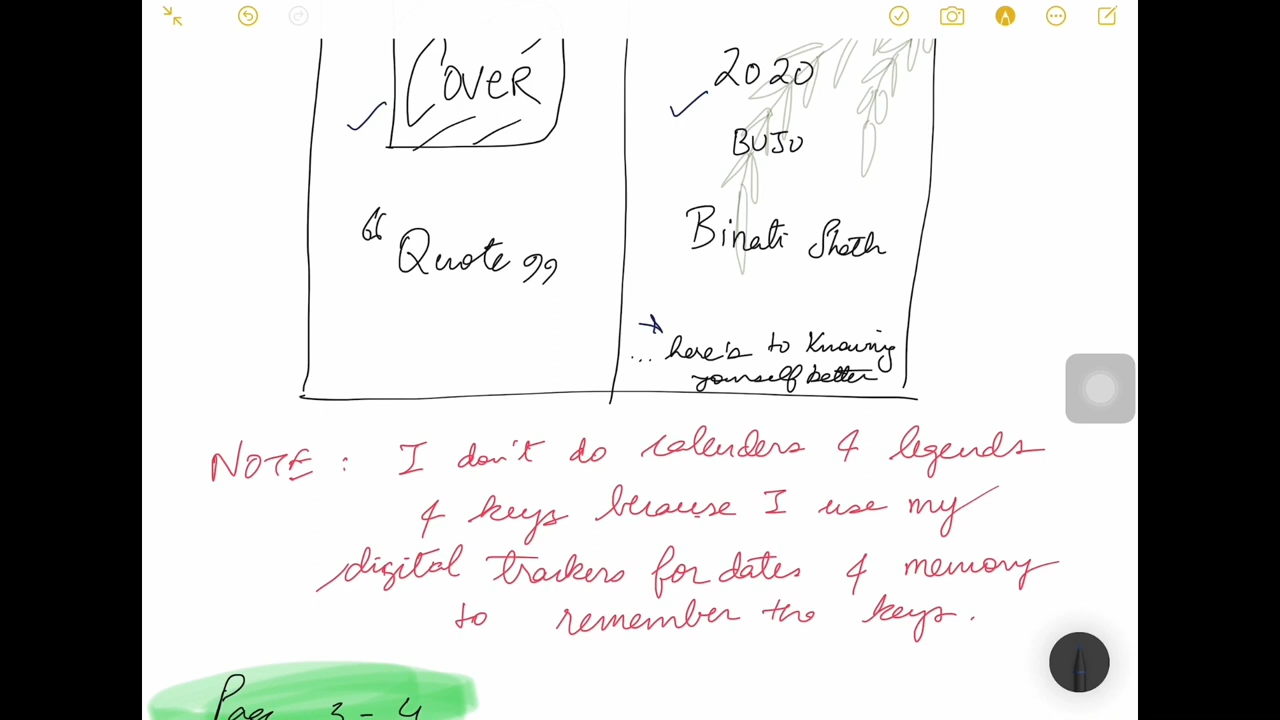 Cover
2020
BUJO
"Quote"
Binati Sheth
... here's to knowing
yourself better
NOTE : I don't do calenders & legends
& keys because I use my
digital trackers for dates & memory
to remember the keys.
Page 3-4